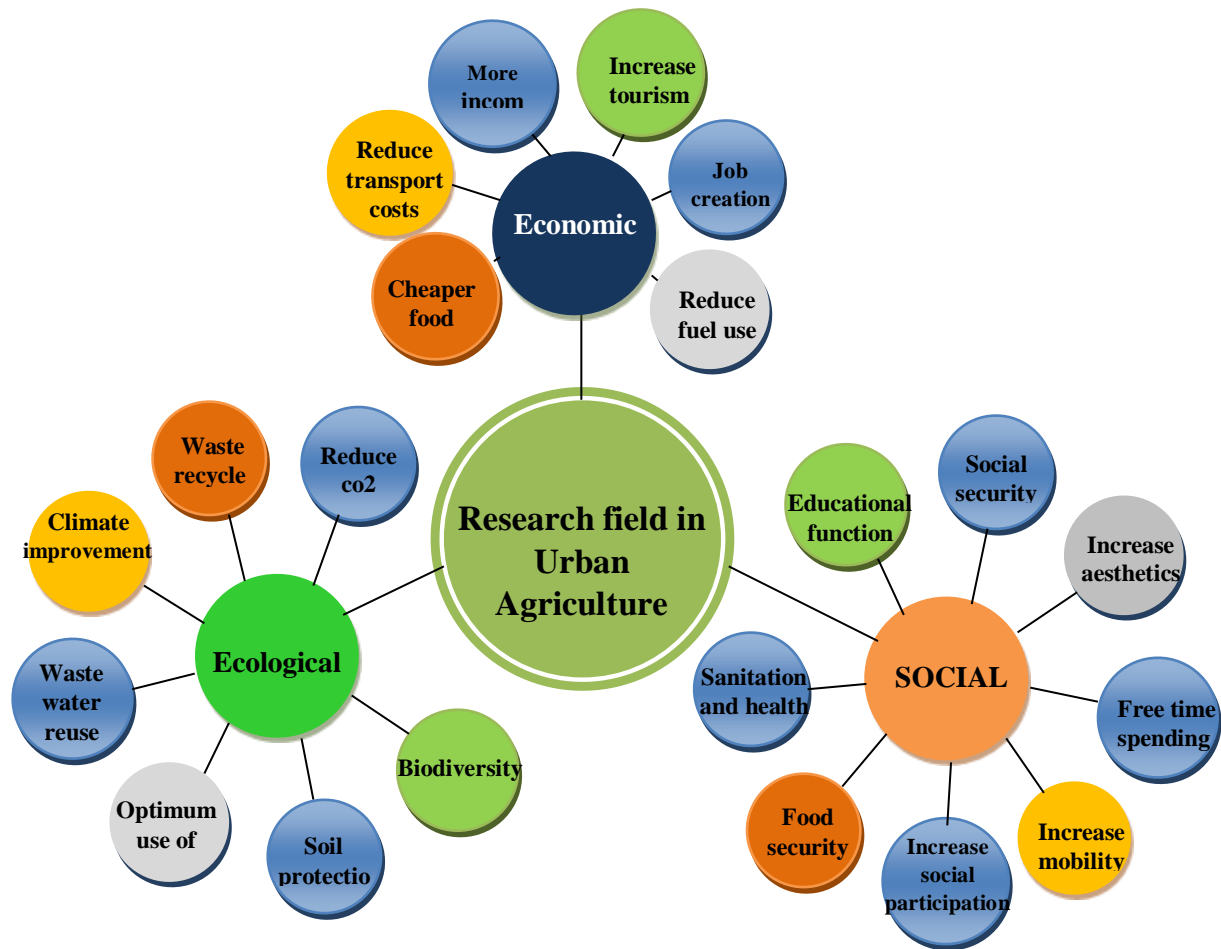 More
incom
Increase
tourism
Reduce
transport
costs
Job
creation
Economic
Cheaper
food
Reduce
fuel use
Waste
recycle
Reduce
co2
Social
security
Educational
function
Climate
improvement
Research field in
Urban
Agriculture
Increase
aesthetics
Ecological
Waste
water
reuse
Sanitation
and health
SOCIAL
Free time
spending
Biodiversity
Optimum
use of
Soil
protectio
Food
security
Increase
social
participation
Increase
mobility